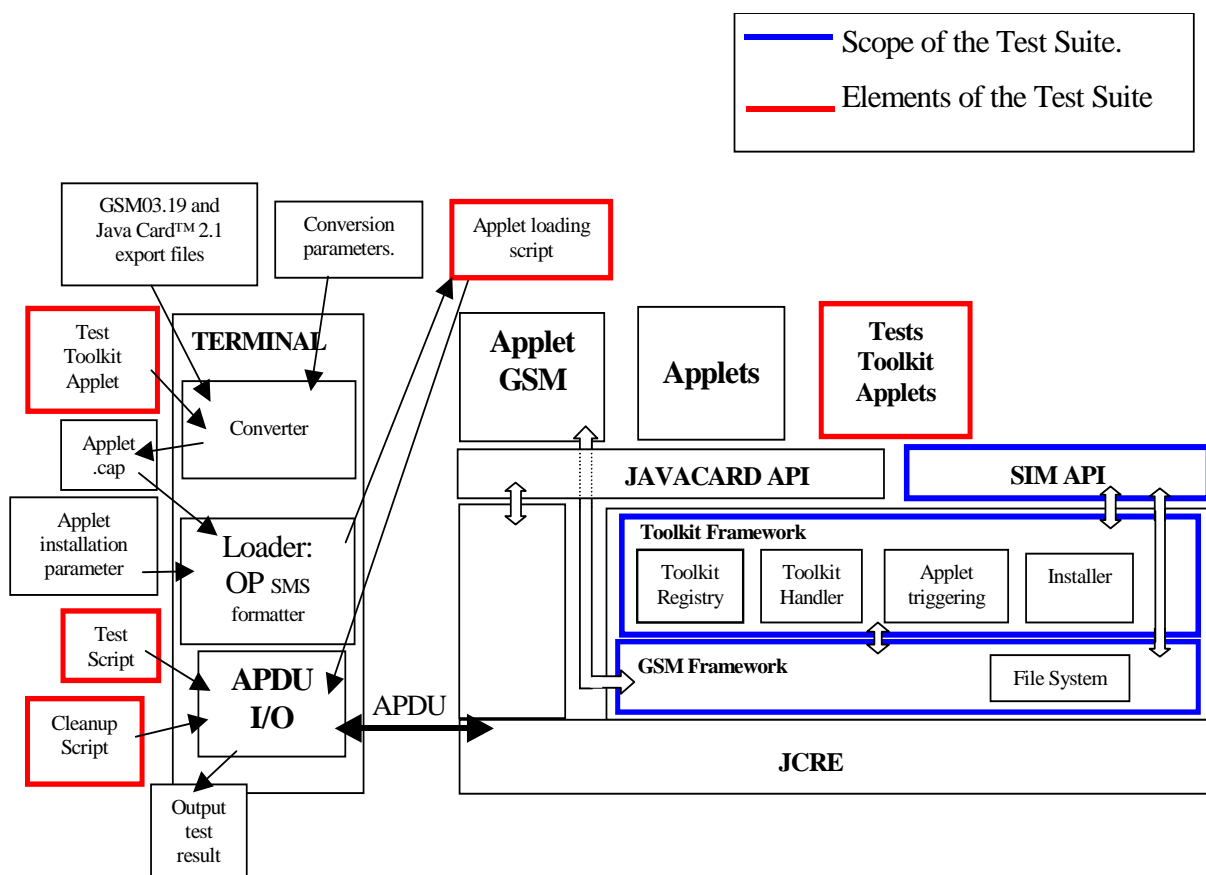 Scope of the Test Suite.
Elements of the Test Suite
GSM03.19 and
Java Card™ 2.1
export files
Conversion
parameters.
Applet loading
script
Test
Toolkit
Applet
TERMINAL
Converter
Applet
.cap
Applet
installation
parameter
Loader:
OP SMS
formatter
Test
Script
APDU
I/O
Cleanup
Script
Output
test
result
APDU
Applet
GSM
Applets
Tests
Toolkit
Applets
JAVACARD API
SIM API
Toolkit Framework
Toolkit
Registry
Toolkit
Handler
Applet
triggering
Installer
GSM Framework
File System
JCRE